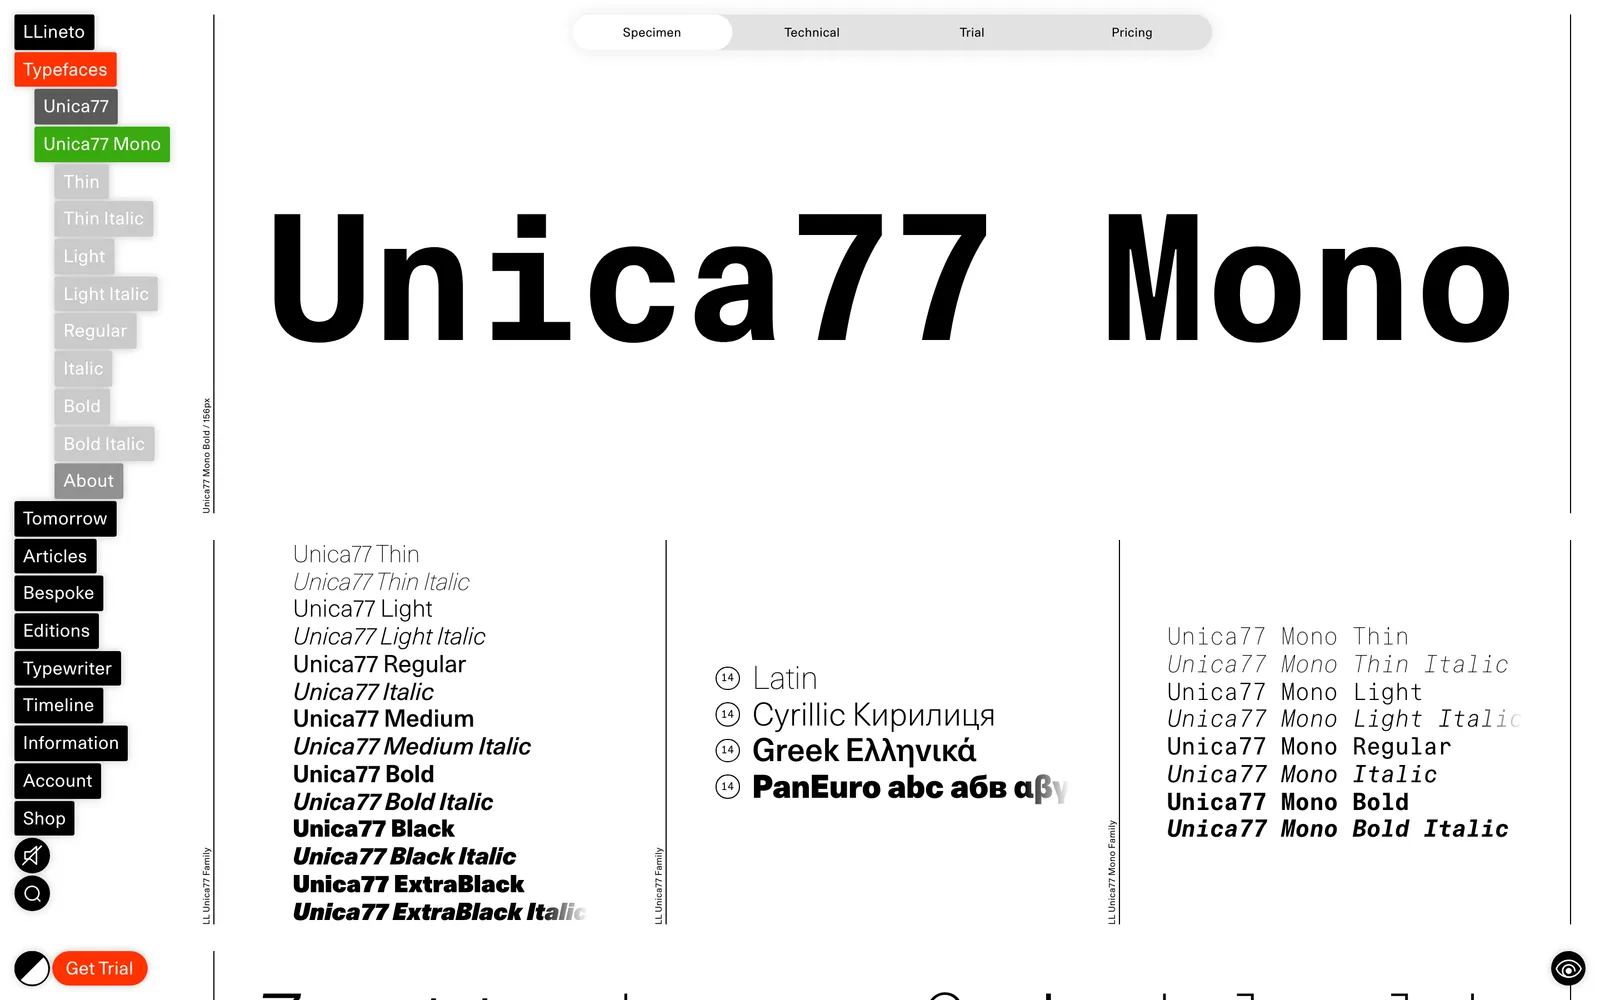 LLineto
Typefaces
Unica77
Unica77 Mono
Thin
Thin Italic
Light
Light Italic
Regular
Italic
Bold
Bold Italic
About
Tomorrow
Articles
Bespoke
Editions
Typewriter
Timeline
Information
Account
Shop
Get Trial
Specimen
Technical
Trial
Pricing
Unica77 Mono
Unica77 Mono Bold / 156px
Unica77 Thin
Unica77 Thin Italic
Unica77 Light
Unica77 Light Italic
Unica77 Regular
Unica77 Italic
Unica77 Medium
Unica77 Medium Italic
Unica77 Bold
Unica77 Bold Italic
Unica77 Black
Unica77 Black Italic
Unica77 ExtraBlack
Unica77 ExtraBlack Italic
LL Unica77 Family
14 Latin
14 Cyrillic Кирилиця
14 Greek Ελληνικά
14 PanEuro abc абв αβγ
LL Unica77 Family
Unica77 Mono Thin
Unica77 Mono Thin Italic
Unica77 Mono Light
Unica77 Mono Light Italic
Unica77 Mono Regular
Unica77 Mono Italic
Unica77 Mono Bold
Unica77 Mono Bold Italic
LL Unica77 Mono Family